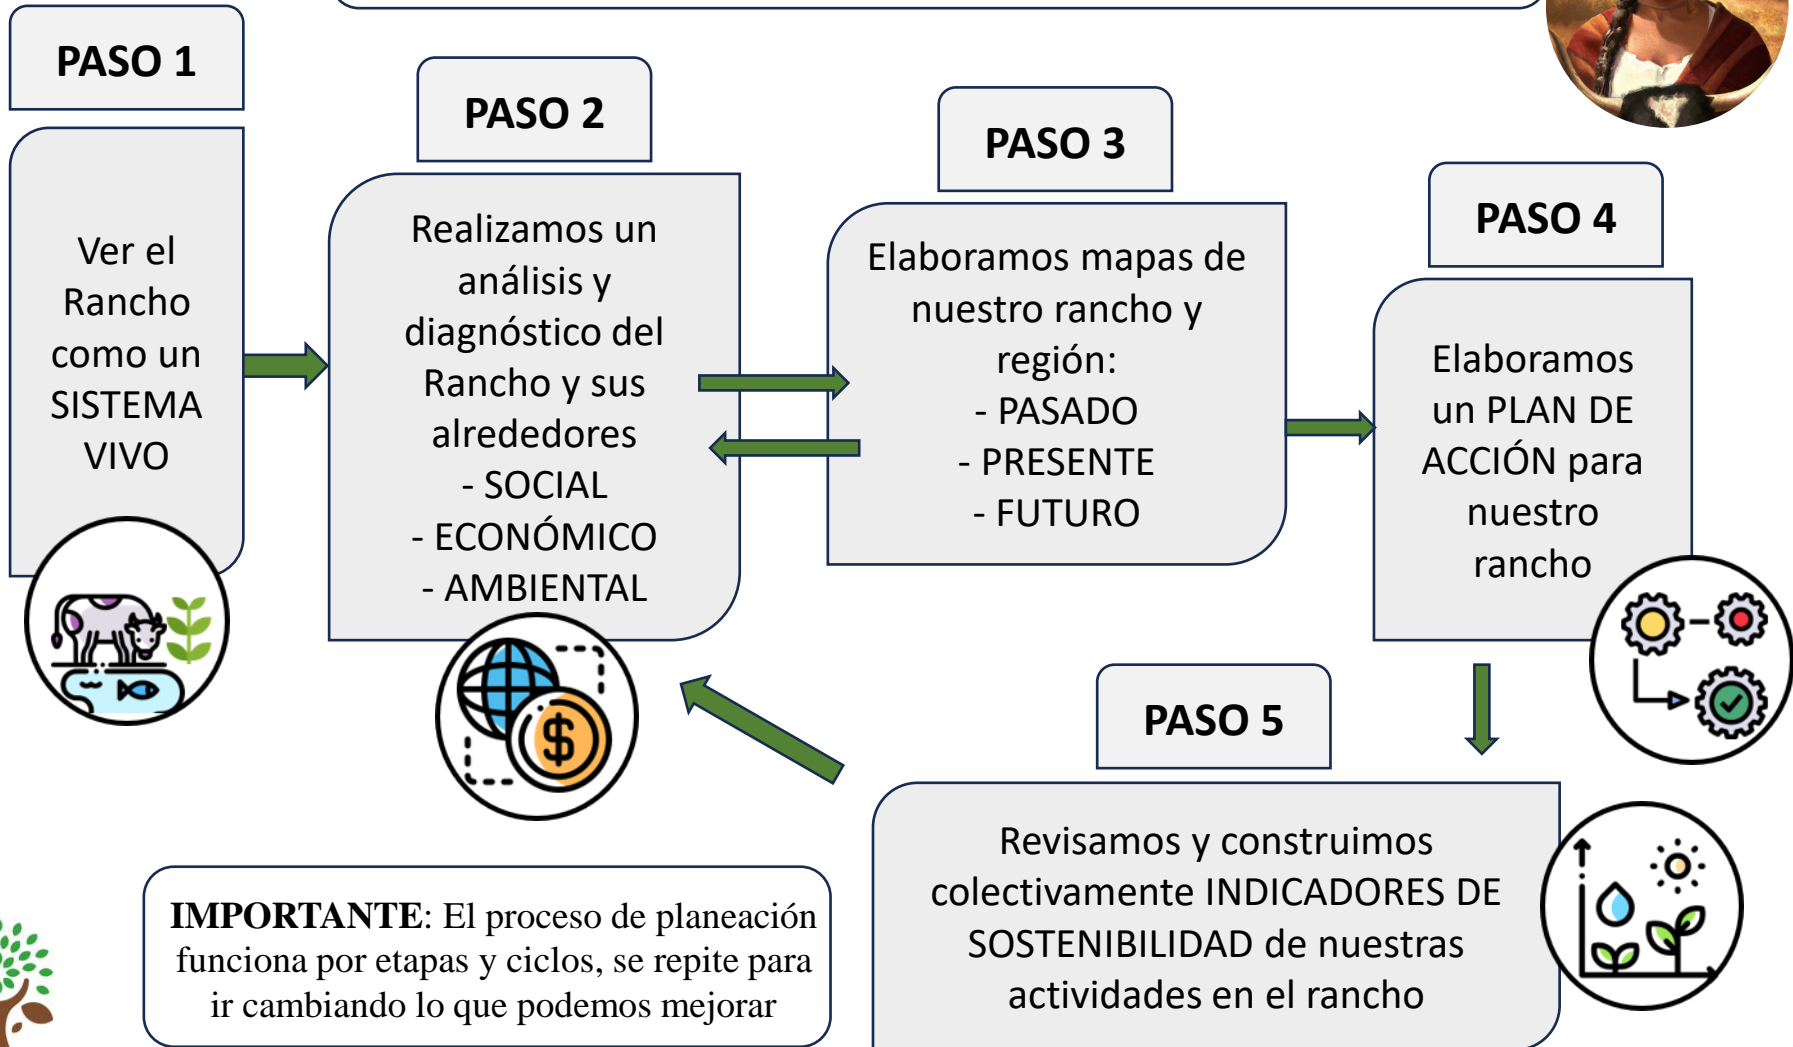 PASO 1
Ver el
Rancho
como un
SISTEMA
VIVO
PASO 2
Realizamos un
análisis y
diagnóstico del
Rancho y sus
alrededores
- SOCIAL
- ECONÓMICO
- AMBIENTAL
PASO 3
Elaboramos mapas de
nuestro rancho y
región:
- PASADO
- PRESENTE
- FUTURO
PASO 4
Elaboramos
un PLAN DE
ACCIÓN para
nuestro
rancho
PASO 5
Revisamos y construimos
colectivamente INDICADORES DE
SOSTENIBILIDAD de nuestras
actividades en el rancho
$
IMPORTANTE: El proceso de planeación
funciona por etapas y ciclos, se repite para
ir cambiando lo que podemos mejorar